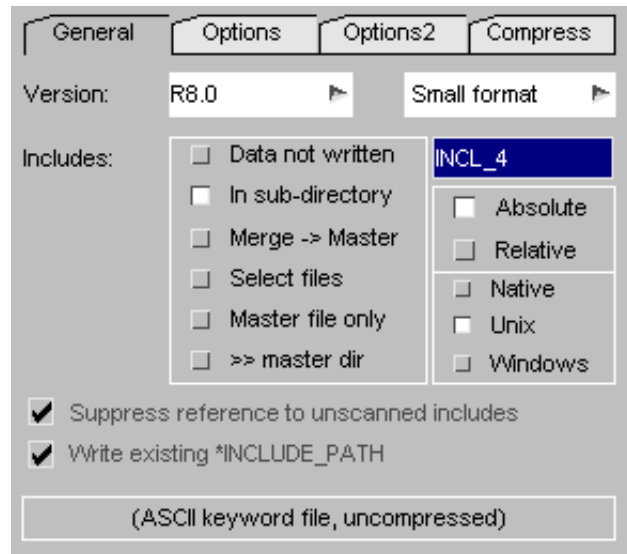 General Options Options2 Compress
Version: R8.0 Small format
Includes: Data not written INCL_4
In sub-directory Absolute
Merge -> Master Relative
Select files Native
Master file only Unix
>> master dir Windows
Suppress reference to unscanned includes
Write existing *INCLUDE_PATH
(ASCII keyword file, uncompressed)